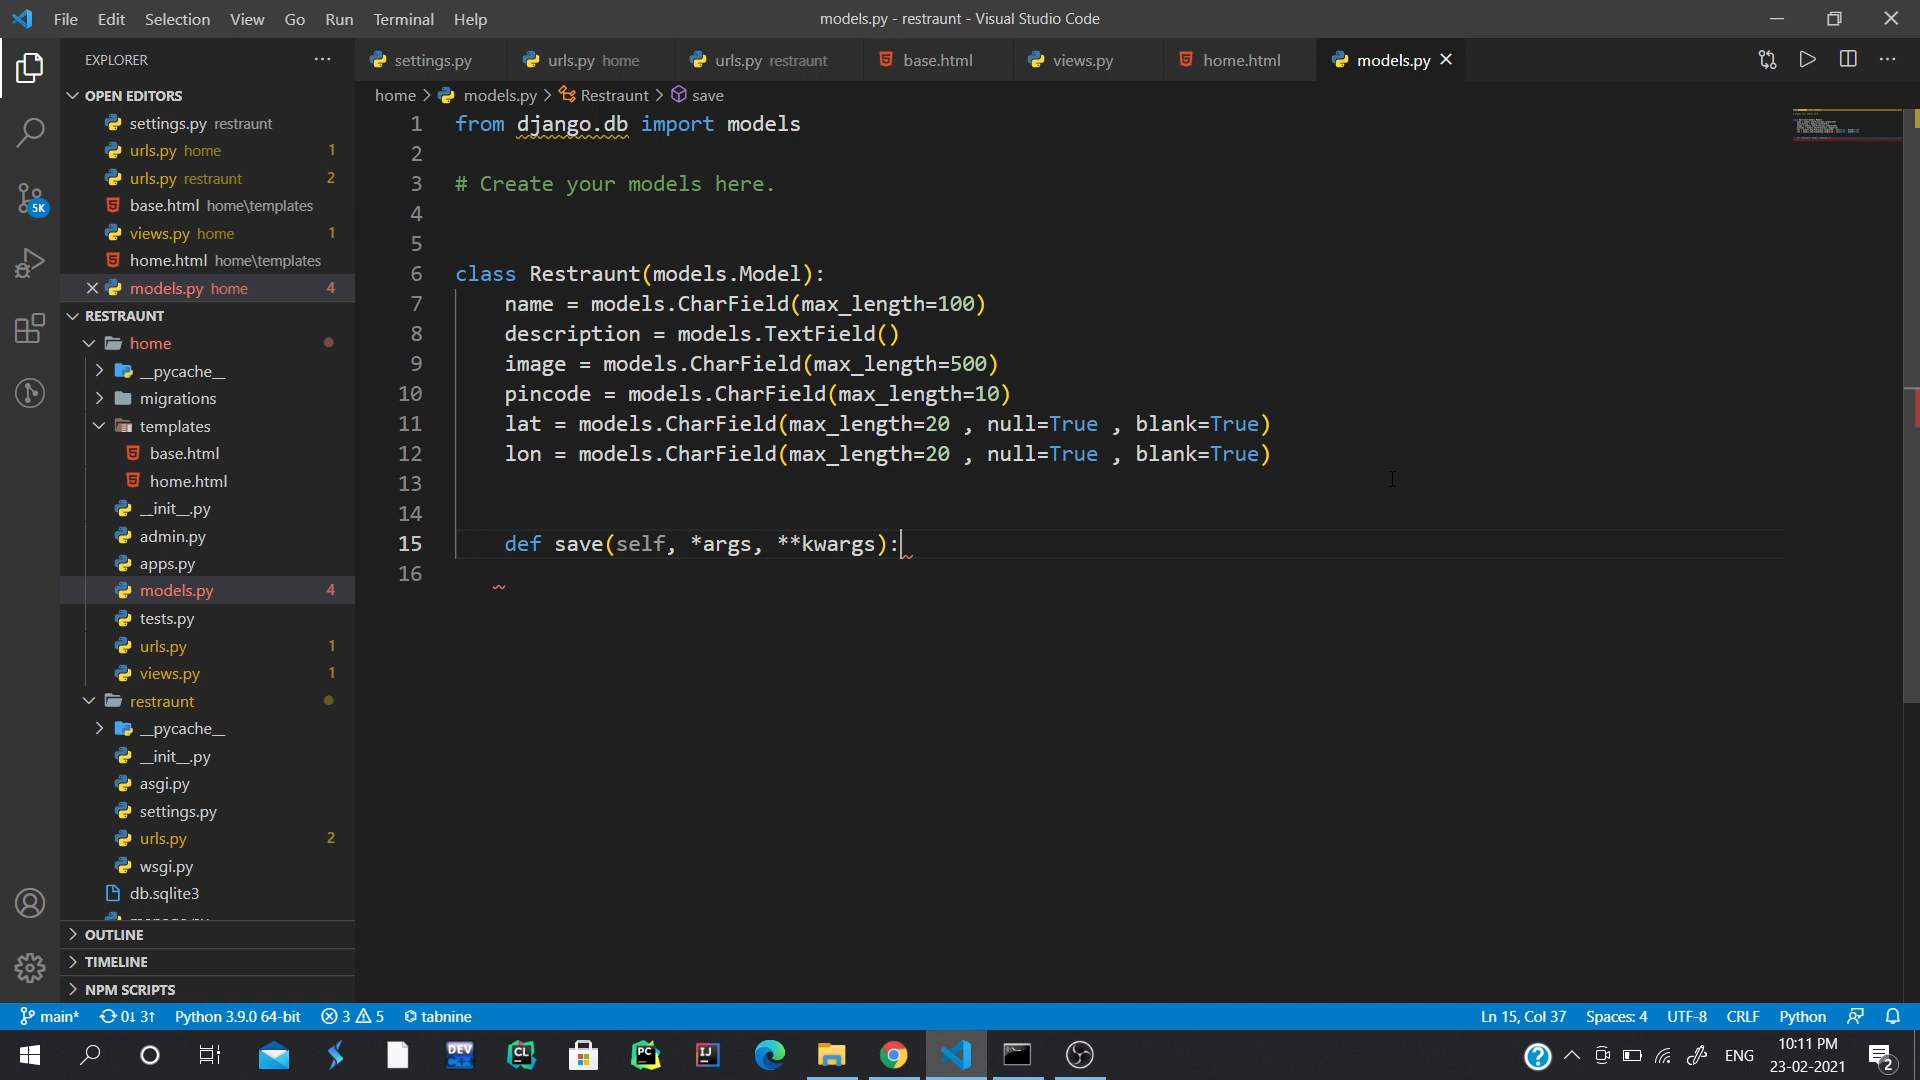 File Edit Selection View Go Run Terminal Help
models.py - restraunt - Visual Studio Code
EXPLORER
settings.py
urls.py home
urls.py restraunt
base.html
views.py
home.html
models.py
home > models.py > Restraunt > save
OPEN EDITORS
settings.py restraunt
urls.py home 1
urls.py restraunt 2
base.html home\templates
views.py home 1
home.html home\templates
models.py home 4
RESTRAUNT
home
__pycache__
migrations
templates
base.html
home.html
__init__.py
admin.py
apps.py
models.py 4
tests.py
urls.py 1
views.py 1
restraunt
__pycache__
__init__.py
asgi.py
settings.py
urls.py 2
wsgi.py
db.sqlite3
OUTLINE
TIMELINE
NPM SCRIPTS
5K
1 from django.db import models
2
3 # Create your models here.
4
5
6 class Restraunt(models.Model):
7 name = models.CharField(max_length=100)
8 description = models.TextField()
9 image = models.CharField(max_length=500)
10 pincode = models.CharField(max_length=10)
11 lat = models.CharField(max_length=20 , null=True , blank=True)
12 lon = models.CharField(max_length=20 , null=True , blank=True)
13
14
15 def save(self, *args, **kwargs):
16
main* 0↓ 3↑ Python 3.9.0 64-bit 3 5 tabnine
Ln 15, Col 37 Spaces: 4 UTF-8 CRLF Python
DEV C++ CL PC IJ
ENG
10:11 PM
23-02-2021
2